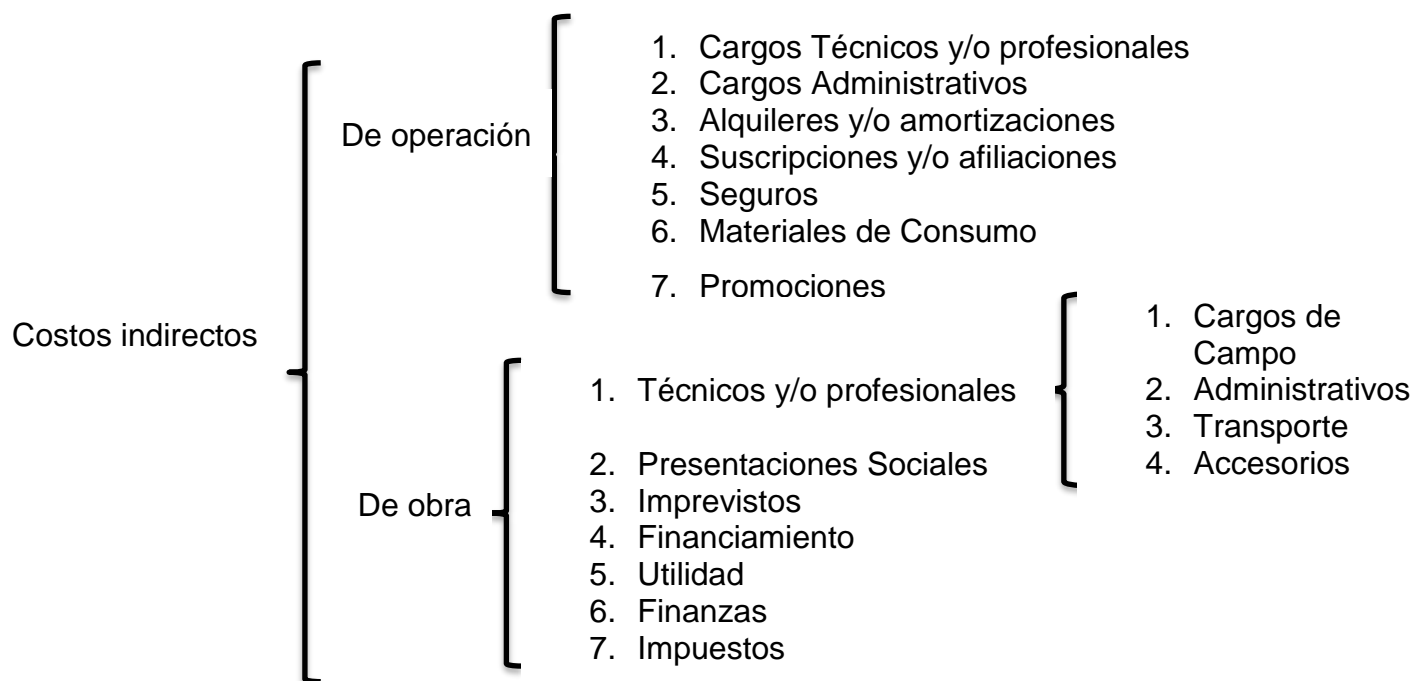 Costos indirectos
De operación
1. Cargos Técnicos y/o profesionales
2. Cargos Administrativos
3. Alquileres y/o amortizaciones
4. Suscripciones y/o afiliaciones
5. Seguros
6. Materiales de Consumo
7. Promociones
De obra
1. Técnicos y/o profesionales
1. Cargos de
Campo
2. Administrativos
3. Transporte
4. Accesorios
2. Presentaciones Sociales
3. Imprevistos
4. Financiamiento
5. Utilidad
6. Finanzas
7. Impuestos